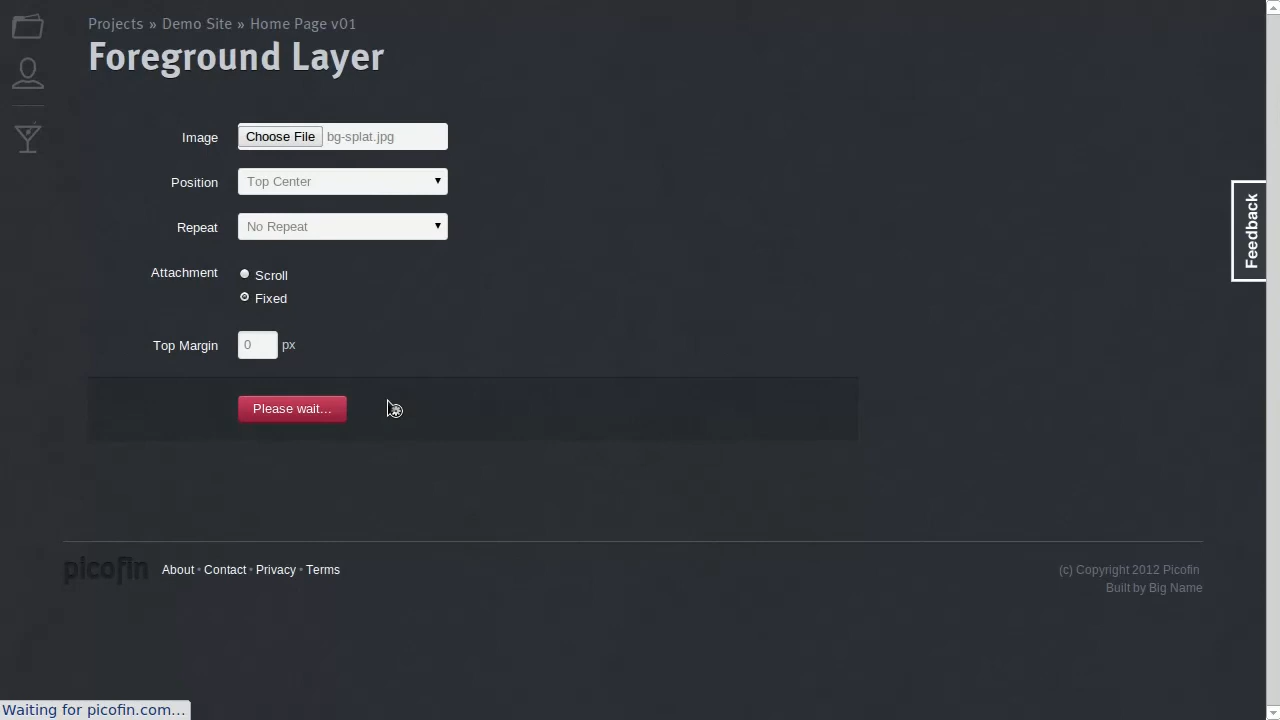 Projects » Demo Site » Home Page v01
Foreground Layer
Image
Choose File bg-splat.jpg
Position
Top Center
Repeat
No Repeat
Attachment
Scroll
Fixed
Top Margin
0 px
Please wait...
Feedback
picofin
About • Contact • Privacy • Terms
(c) Copyright 2012 Picofin
Built by Big Name
Waiting for picofin.com...